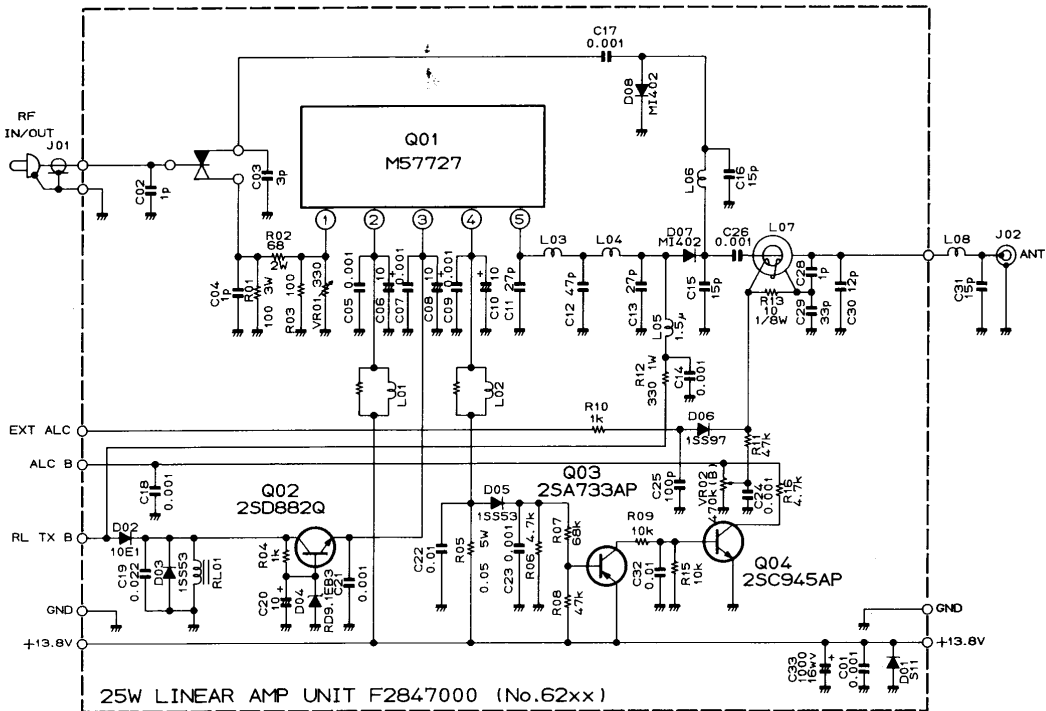 C17
0.001
D08
MI402
RF
IN/OUT
J01
Q01
M57727
C03
3p
C02
1p
L06
C16
15p
1
2
3
4
5
D07
MI402
C26
0.001
L07
L03
L04
L08
J02
ANT
R02
68
2W
C04
1p
R01
100 3W
R03 100
VR01 330
C05 0.001
C06 10
C07 0.001
C08 10
C09 0.001
C10 10
C11 27p
C12 47p
C13 27p
C15
15p
C28
1p
R13
10
1/8W
C29
33p
C30 12p
C31
15p
L05
1.5μ
R12
330 1W
C14
0.001
L01
L02
R10
1k
D06
1SS97
R11
47k
EXT ALC
ALC B
C18
0.001
C25
100p
VR02
470k(B)
C24
0.001
R16
4.7k
Q02
2SD882Q
Q03
2SA733AP
D05
1SS53
R09
10k
RL TX B
D02
10E1
C19
0.022
D03
1SS53
RL01
R04
1k
C20
10
D04
RD9.1EB3
C21
0.001
C22
0.01
R05
0.05 5W
C23 0.001
R06 4.7k
R07
68k
R08
47k
C32
0.01
R15
10k
Q04
2SC945AP
GND
GND
+13.8V
+13.8V
C33
1000
16WV
C01
0.001
D01
S11
25W LINEAR AMP UNIT F2847000 (No.62xx)